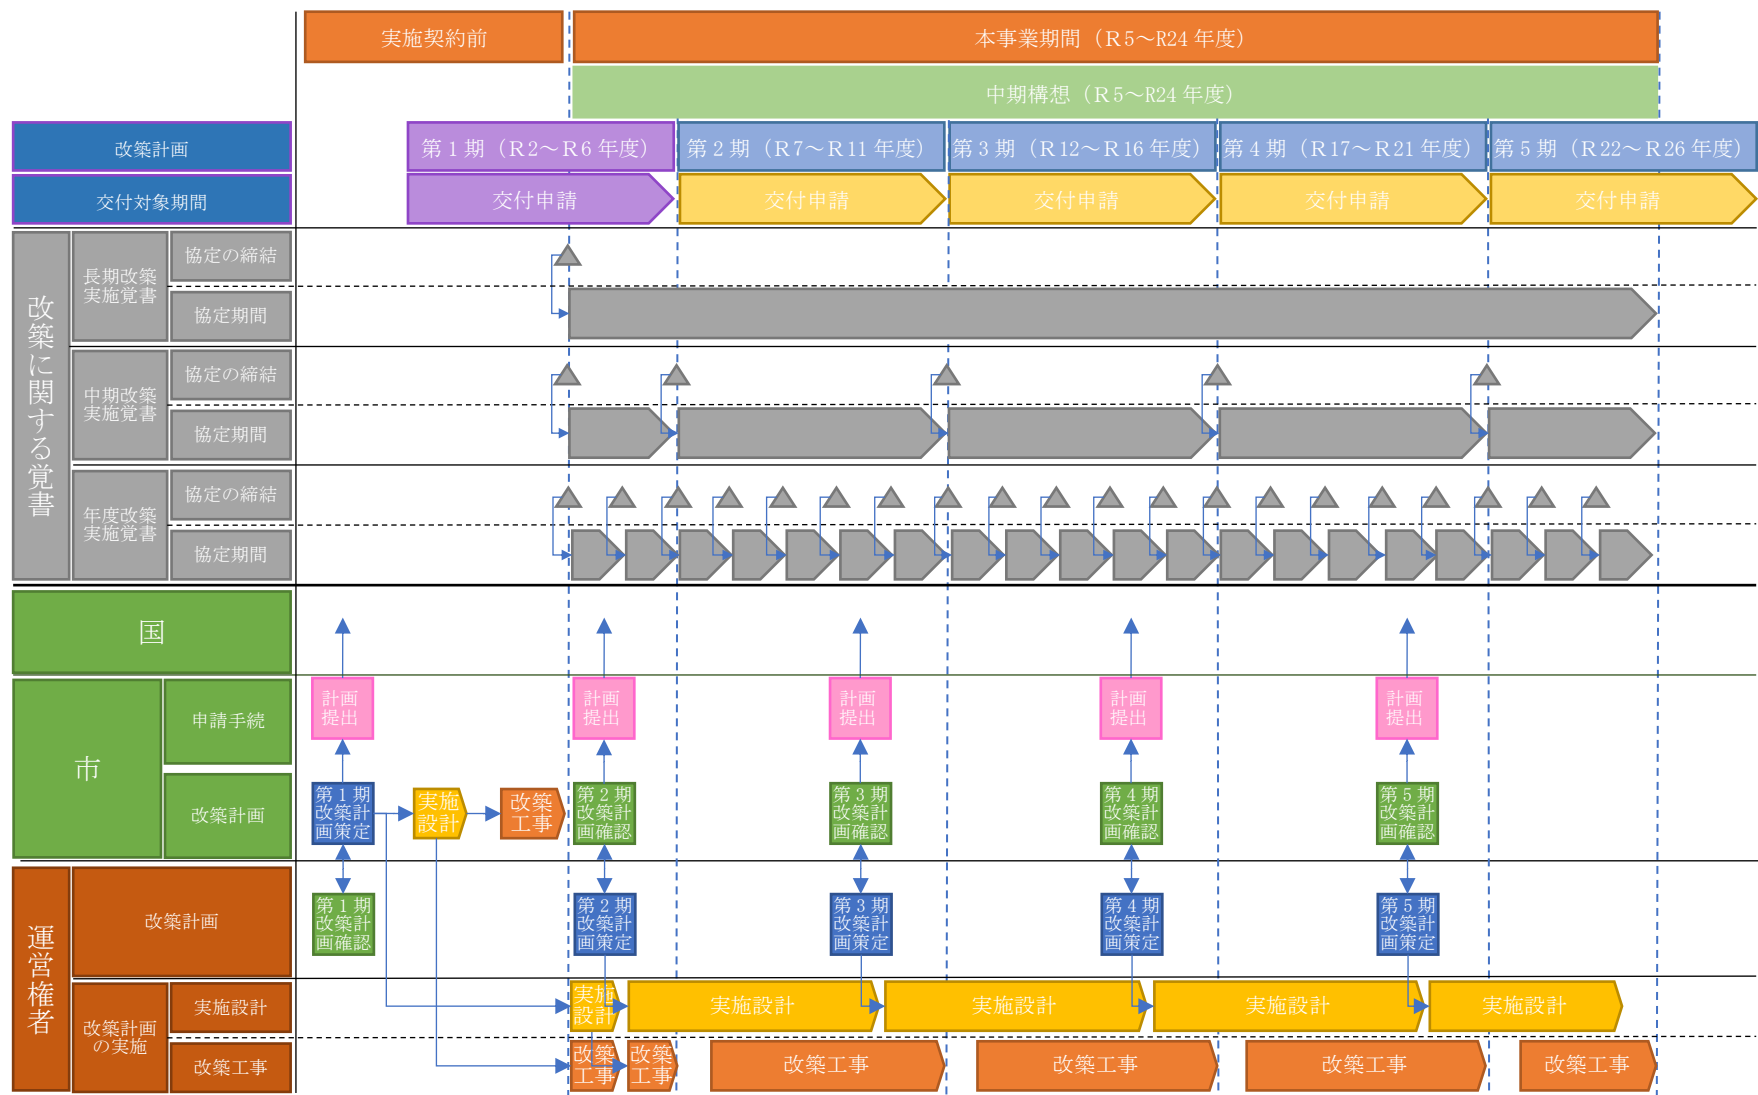 実施契約前
本事業期間（Ｒ5～R24 年度）
中期構想（Ｒ5～R24 年度）
改築計画
第 1 期（Ｒ2～Ｒ6 年度）
第 2 期（Ｒ7～Ｒ11 年度）
第 3 期（Ｒ12～Ｒ16 年度）
第 4 期（Ｒ17～Ｒ21 年度）
第 5 期（Ｒ22～Ｒ26 年度）
交付対象期間
交付申請
交付申請
交付申請
交付申請
交付申請
改築に関する覚書
長期改築
実施覚書
協定の締結
協定期間
中期改築
実施覚書
協定の締結
協定期間
年度改築
実施覚書
協定の締結
協定期間
国
市
申請手続
計画
提出
計画
提出
計画
提出
計画
提出
計画
提出
改築計画
第 1 期
改築計
画策定
実施
設計
改築
工事
第 2 期
改築計
画確認
第 3 期
改築計
画確認
第 4 期
改築計
画確認
第 5 期
改築計
画確認
運営権者
改築計画
第 1 期
改築計
画確認
第 2 期
改築計
画策定
第 3 期
改築計
画策定
第 4 期
改築計
画策定
第 5 期
改築計
画策定
改築計画
の実施
実施設計
実施
設計
実施設計
実施設計
実施設計
実施設計
改築工事
改築
工事
改築
工事
改築工事
改築工事
改築工事
改築工事